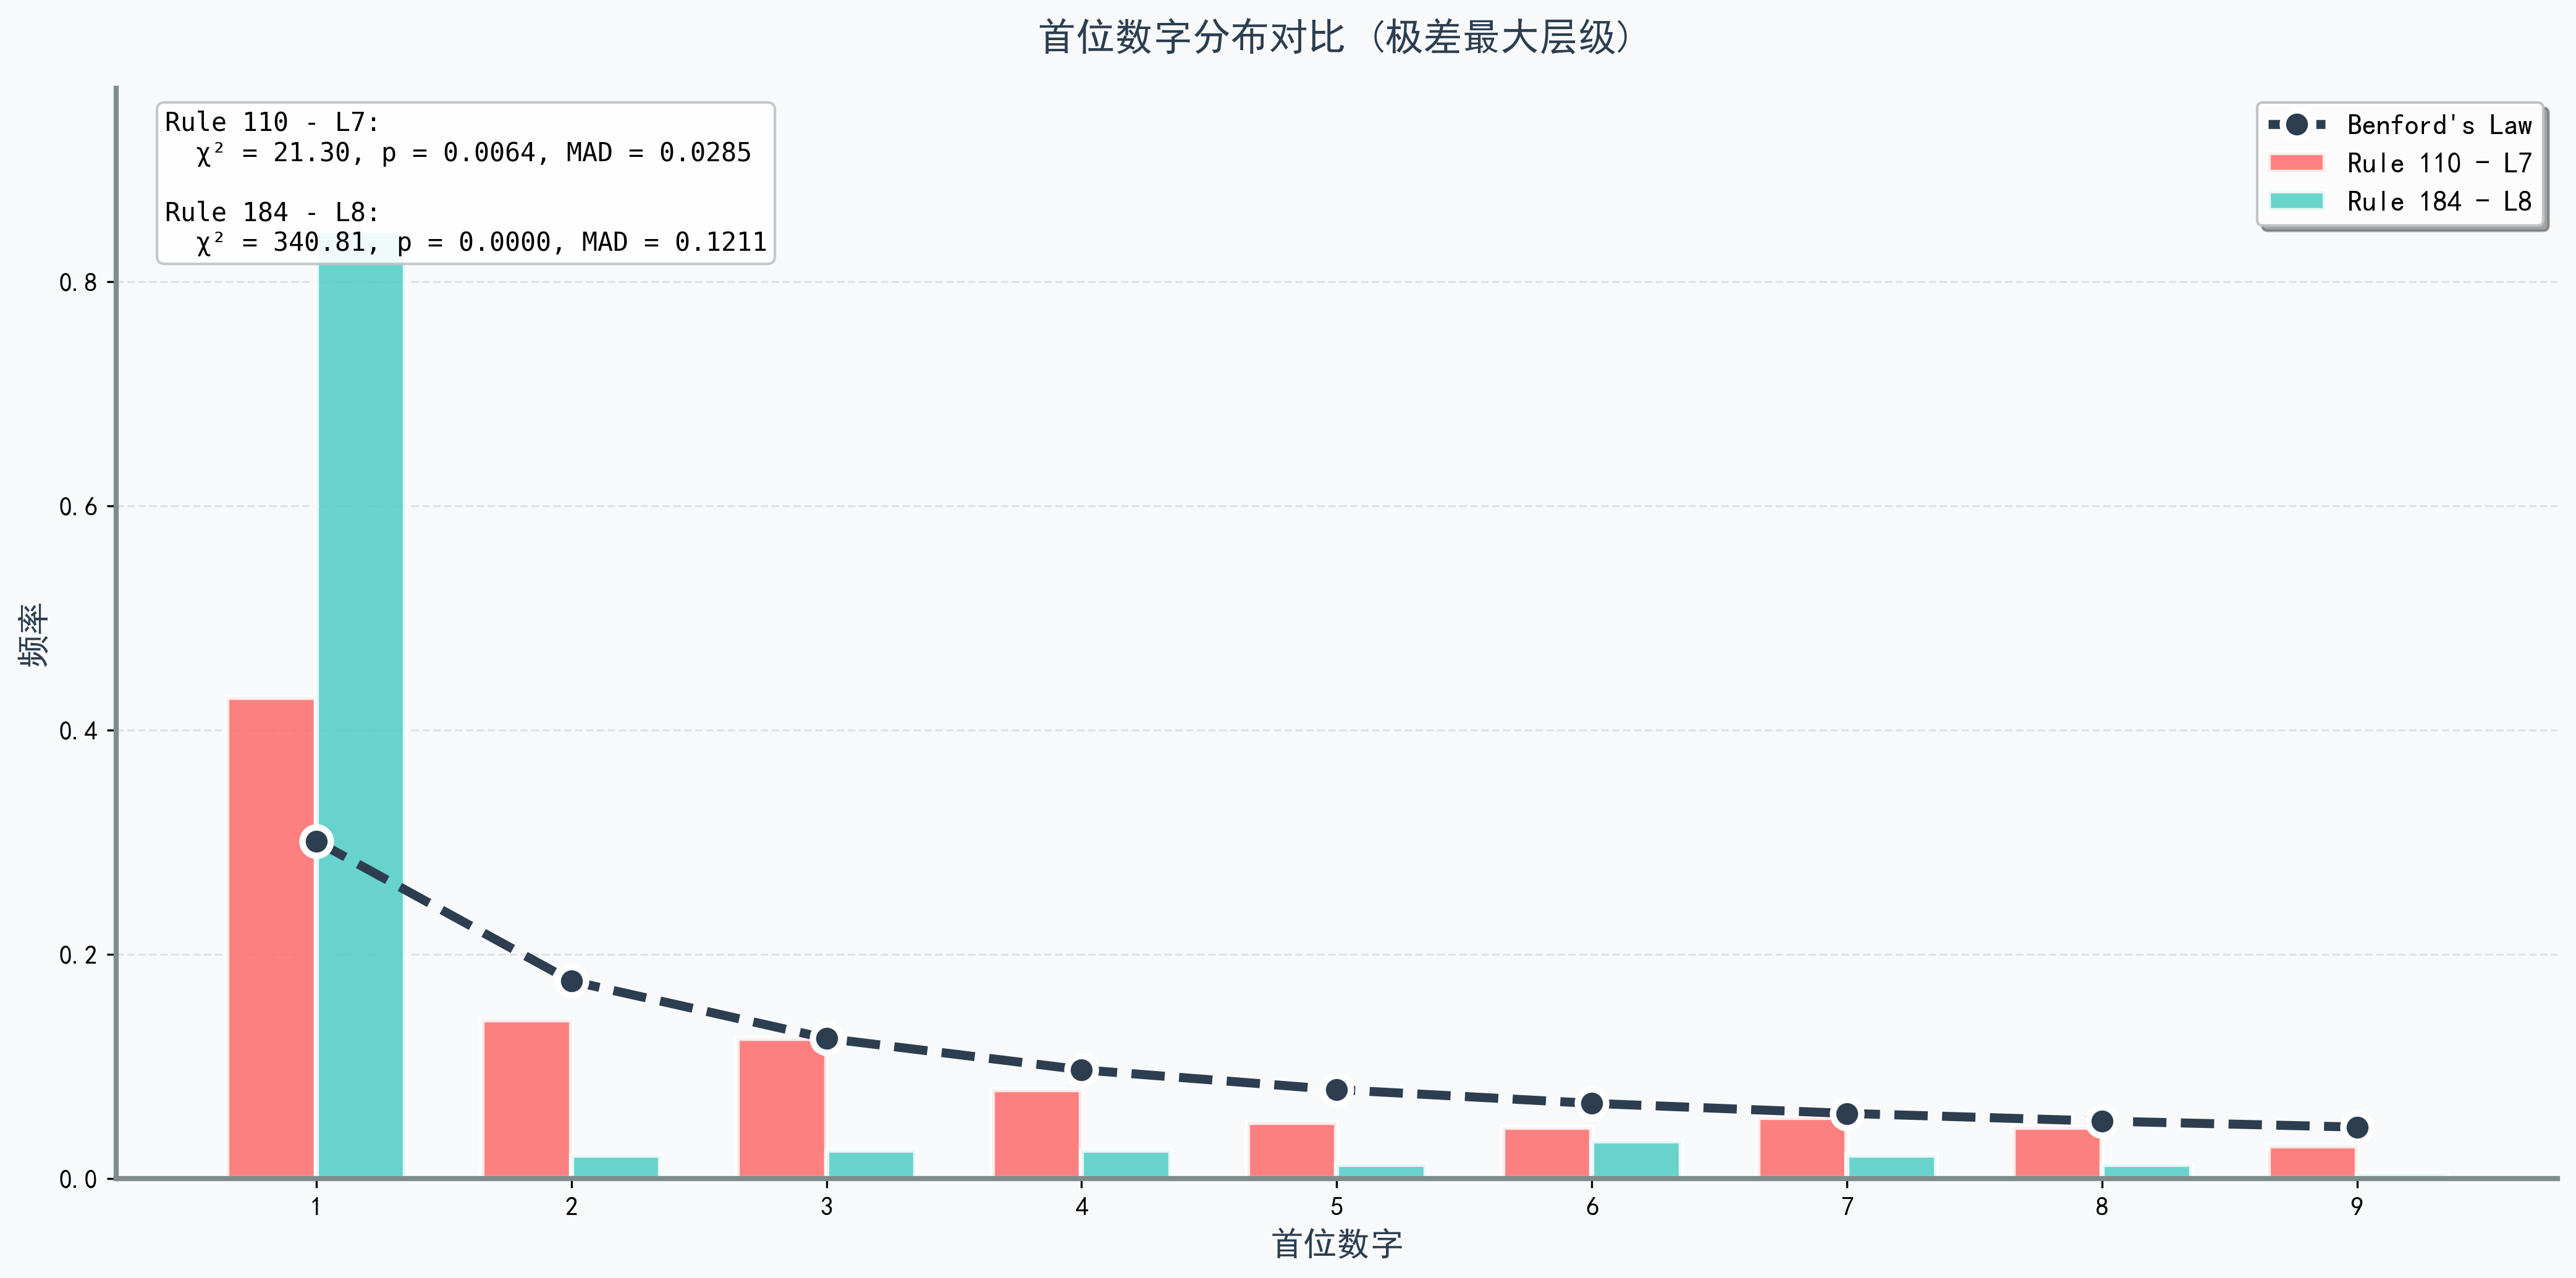 首位数字分布对比 (极差最大层级)
Rule 110 - L7:
χ² = 21.30, p = 0.0064, MAD = 0.0285
Rule 184 - L8:
χ² = 340.81, p = 0.0000, MAD = 0.1211
Benford's Law
Rule 110 - L7
Rule 184 - L8
频率
0.8
0.6
0.4
0.2
0.0
1 2 3 4 5 6 7 8 9
首位数字